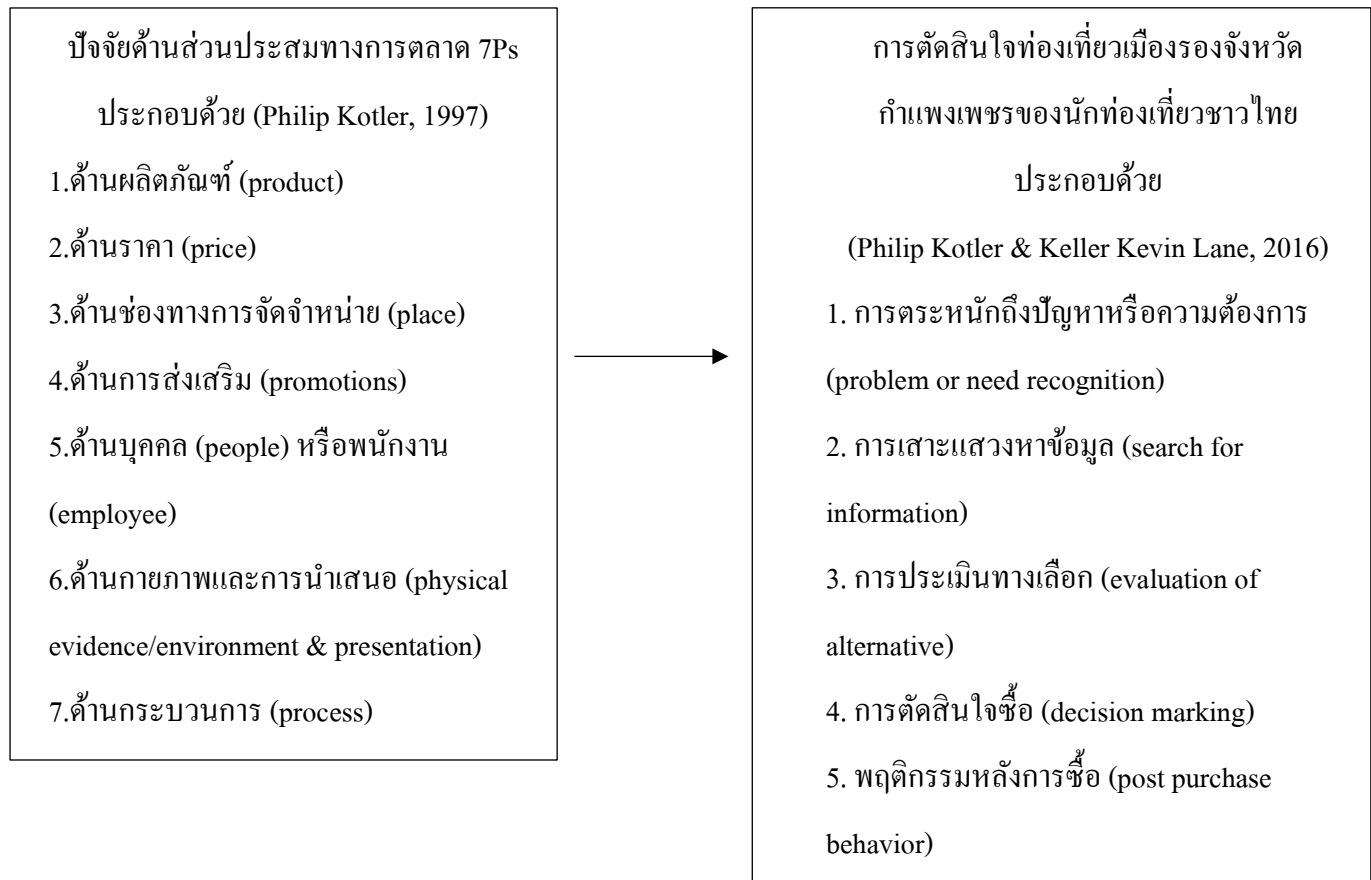 ปัจจัยด้านส่วนประสมทางการตลาด 7Ps
ประกอบด้วย (Philip Kotler, 1997)
1.ด้านผลิตภัณฑ์ (product)
2.ด้านราคา (price)
3.ด้านช่องทางการจัดจำหน่าย (place)
4.ด้านการส่งเสริม (promotions)
5.ด้านบุคคล (people) หรือพนักงาน
(employee)
6.ด้านกายภาพและการนำเสนอ (physical
evidence/environment & presentation)
7.ด้านกระบวนการ (process)
การตัดสินใจท่องเที่ยวเมืองรองจังหวัด
กำแพงเพชรของนักท่องเที่ยวชาวไทย
ประกอบด้วย
(Philip Kotler & Keller Kevin Lane, 2016)
1. การตระหนักถึงปัญหาหรือความต้องการ
(problem or need recognition)
2. การเสาะแสวงหาข้อมูล (search for
information)
3. การประเมินทางเลือก (evaluation of
alternative)
4. การตัดสินใจซื้อ (decision marking)
5. พฤติกรรมหลังการซื้อ (post purchase
behavior)